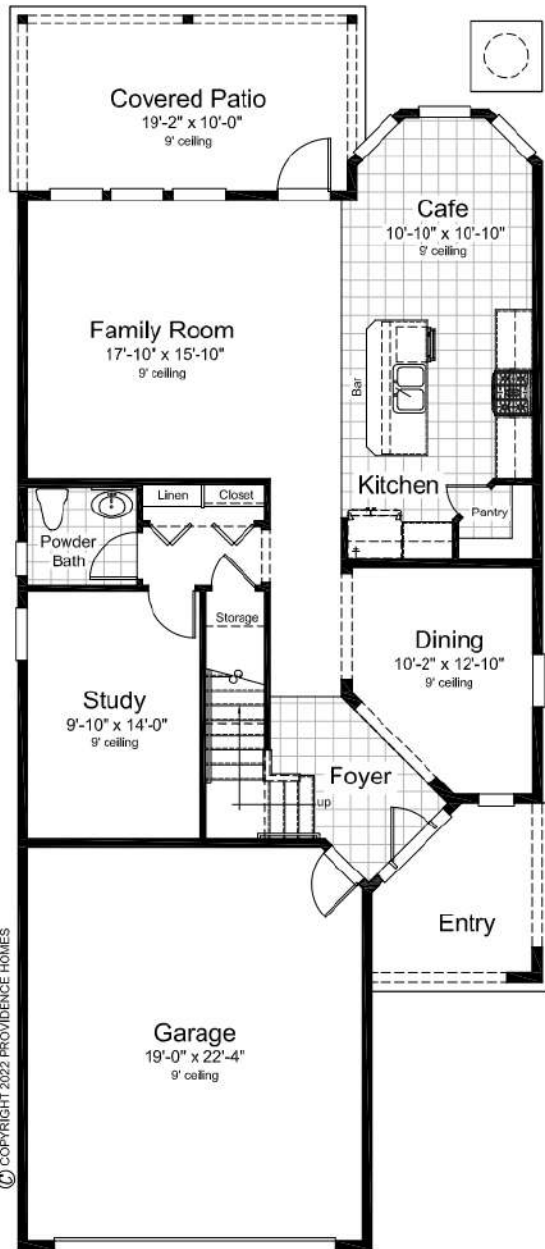 Covered Patio
19'-2" x 10'-0"
9' ceiling
Cafe
10'-10" x 10'-10"
9' ceiling
Family Room
17'-10" x 15'-10"
9' ceiling
Bar
Kitchen
Pantry
Linen
Closet
Powder
Bath
Storage
Dining
10'-2" x 12'-10"
9' ceiling
Study
9'-10" x 14'-0"
9' ceiling
Foyer
up
Entry
Garage
19'-0" x 22'-4"
9' ceiling
© COPYRIGHT 2022 PROVIDENCE HOMES